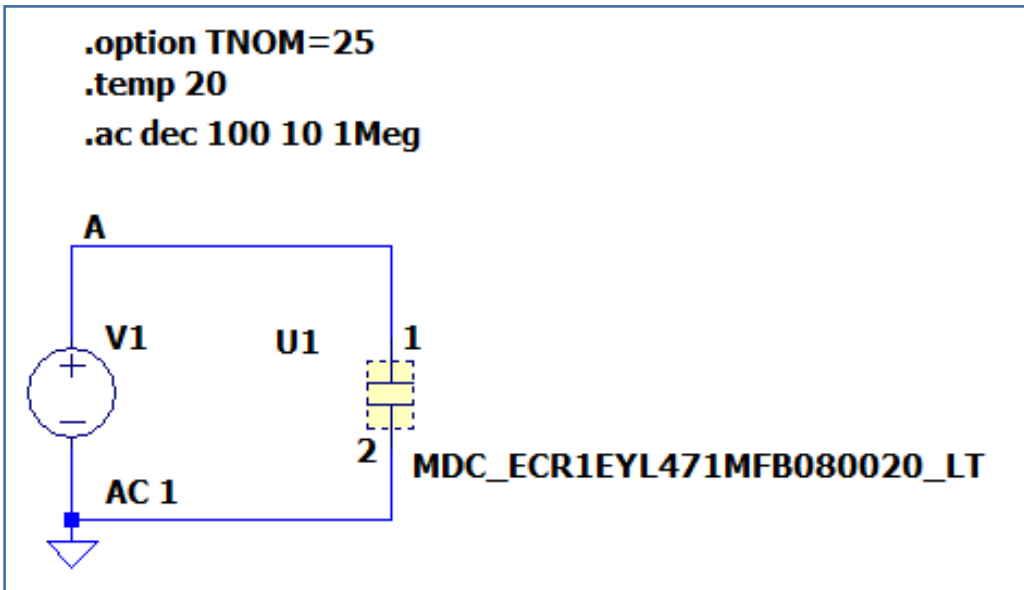 .option TNOM=25
.temp 20
.ac dec 100 10 1Meg
A
V1
U1
1
2
MDC_ECR1EYL471MFB080020_LT
AC 1